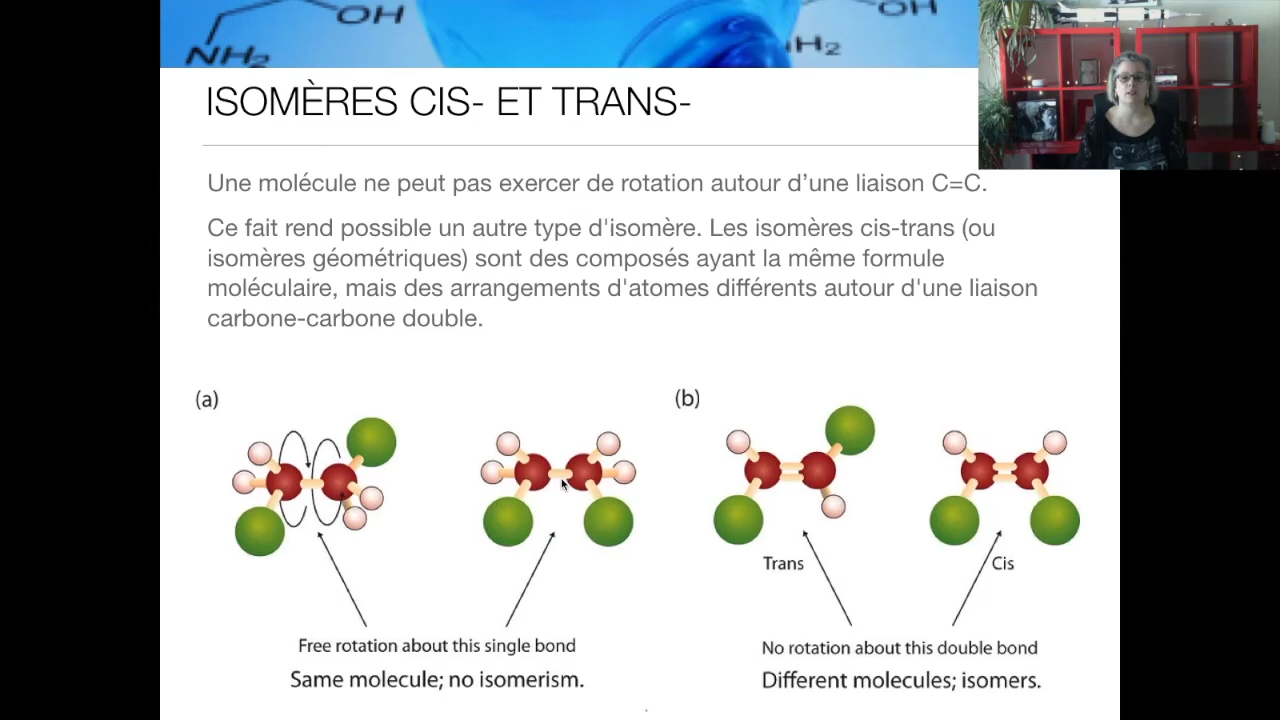 OH
NH₂
OH
H₂
ISOMÈRES CIS- ET TRANS-
Une molécule ne peut pas exercer de rotation autour d’une liaison C=C.
Ce fait rend possible un autre type d'isomère. Les isomères cis-trans (ou
isomères géométriques) sont des composés ayant la même formule
moléculaire, mais des arrangements d'atomes différents autour d'une liaison
carbone-carbone double.
(a)
(b)
Trans
Cis
Free rotation about this single bond
Same molecule; no isomerism.
No rotation about this double bond
Different molecules; isomers.